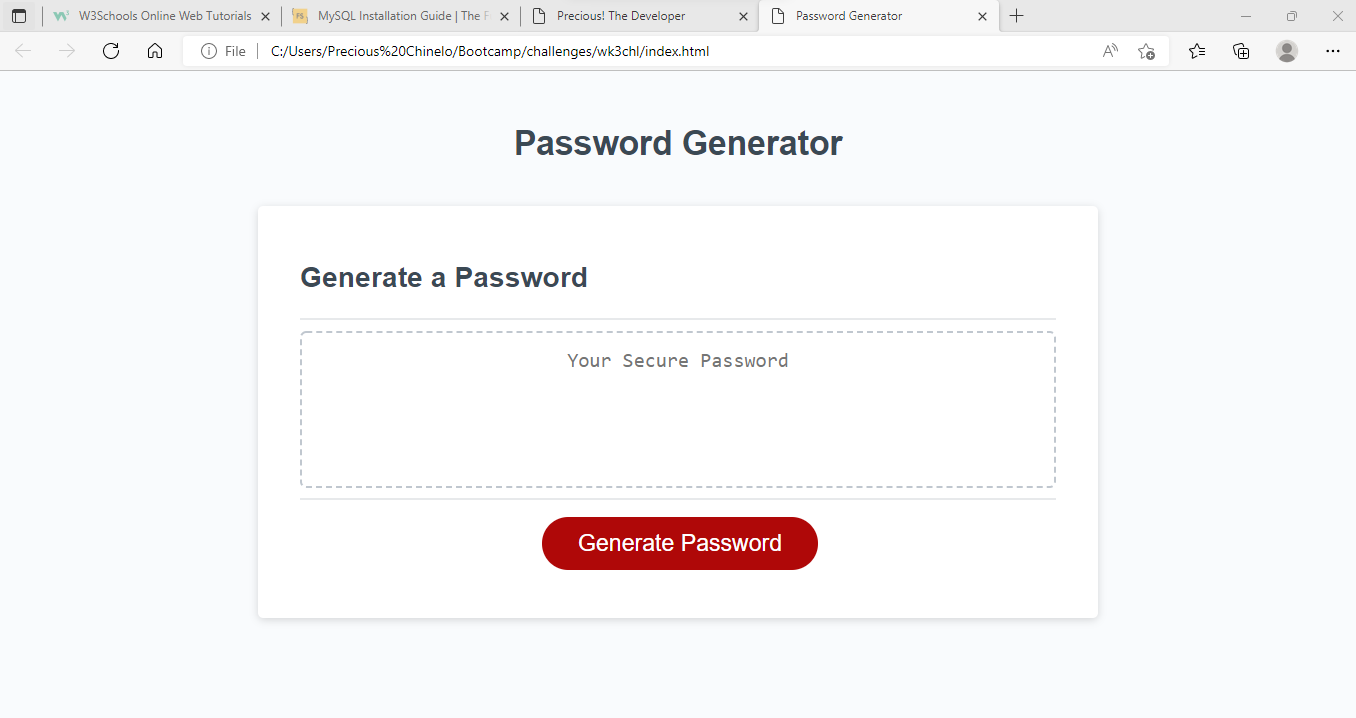 W3Schools Online Web Tutorials
MySQL Installation Guide | The F
Precious! The Developer
Password Generator
File
C:/Users/Precious%20Chinelo/Bootcamp/challenges/wk3chl/index.html
Password Generator
Generate a Password
Your Secure Password
Generate Password